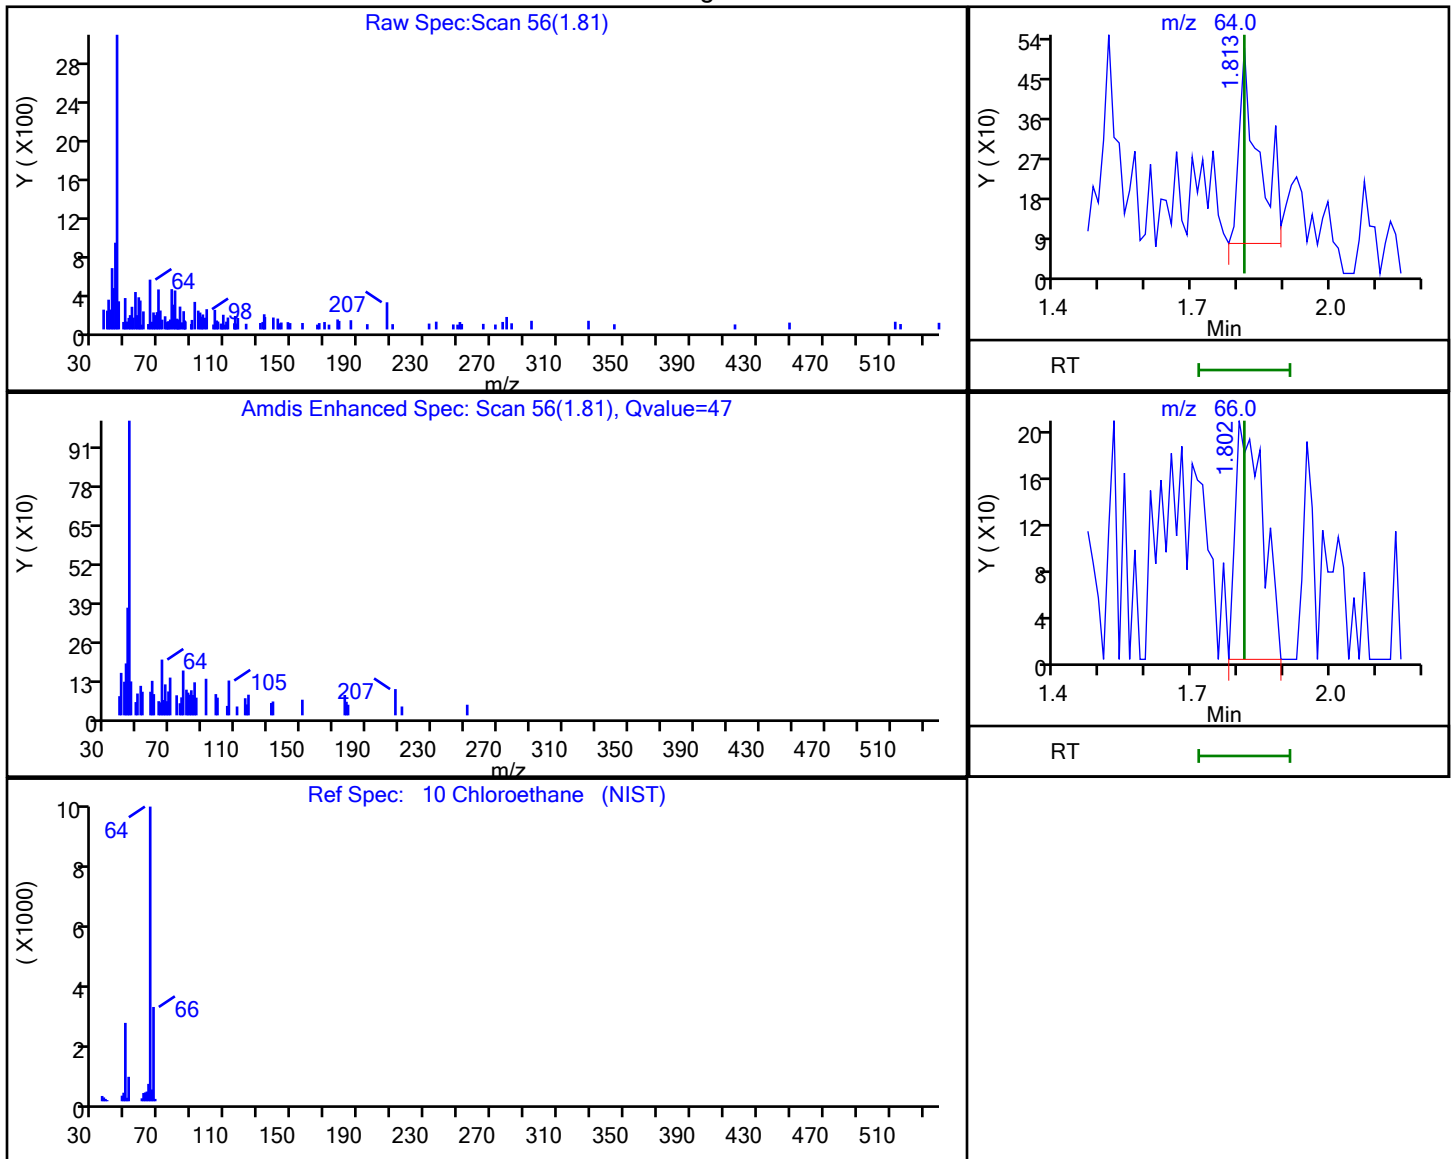 Raw Spec:Scan 56(1.81)
Y ( X100)
28
24
20
16
12
8
4
0
64
98
207
30 70 110 150 190 230 270 310 350 390 430 470 510
m/z
m/z 64.0
Y ( X10)
54
45
36
27
18
9
0
1.813
1.4 1.7 2.0
Min
RT
Amdis Enhanced Spec: Scan 56(1.81), Qvalue=47
Y ( X10)
91
78
65
52
39
26
13
0
64
105
207
30 70 110 150 190 230 270 310 350 390 430 470 510
m/z
m/z 66.0
Y ( X10)
20
16
12
8
4
0
1.802
1.4 1.7 2.0
Min
RT
Ref Spec: 10 Chloroethane (NIST)
( X1000)
10
8
6
4
2
0
64
66
30 70 110 150 190 230 270 310 350 390 430 470 510